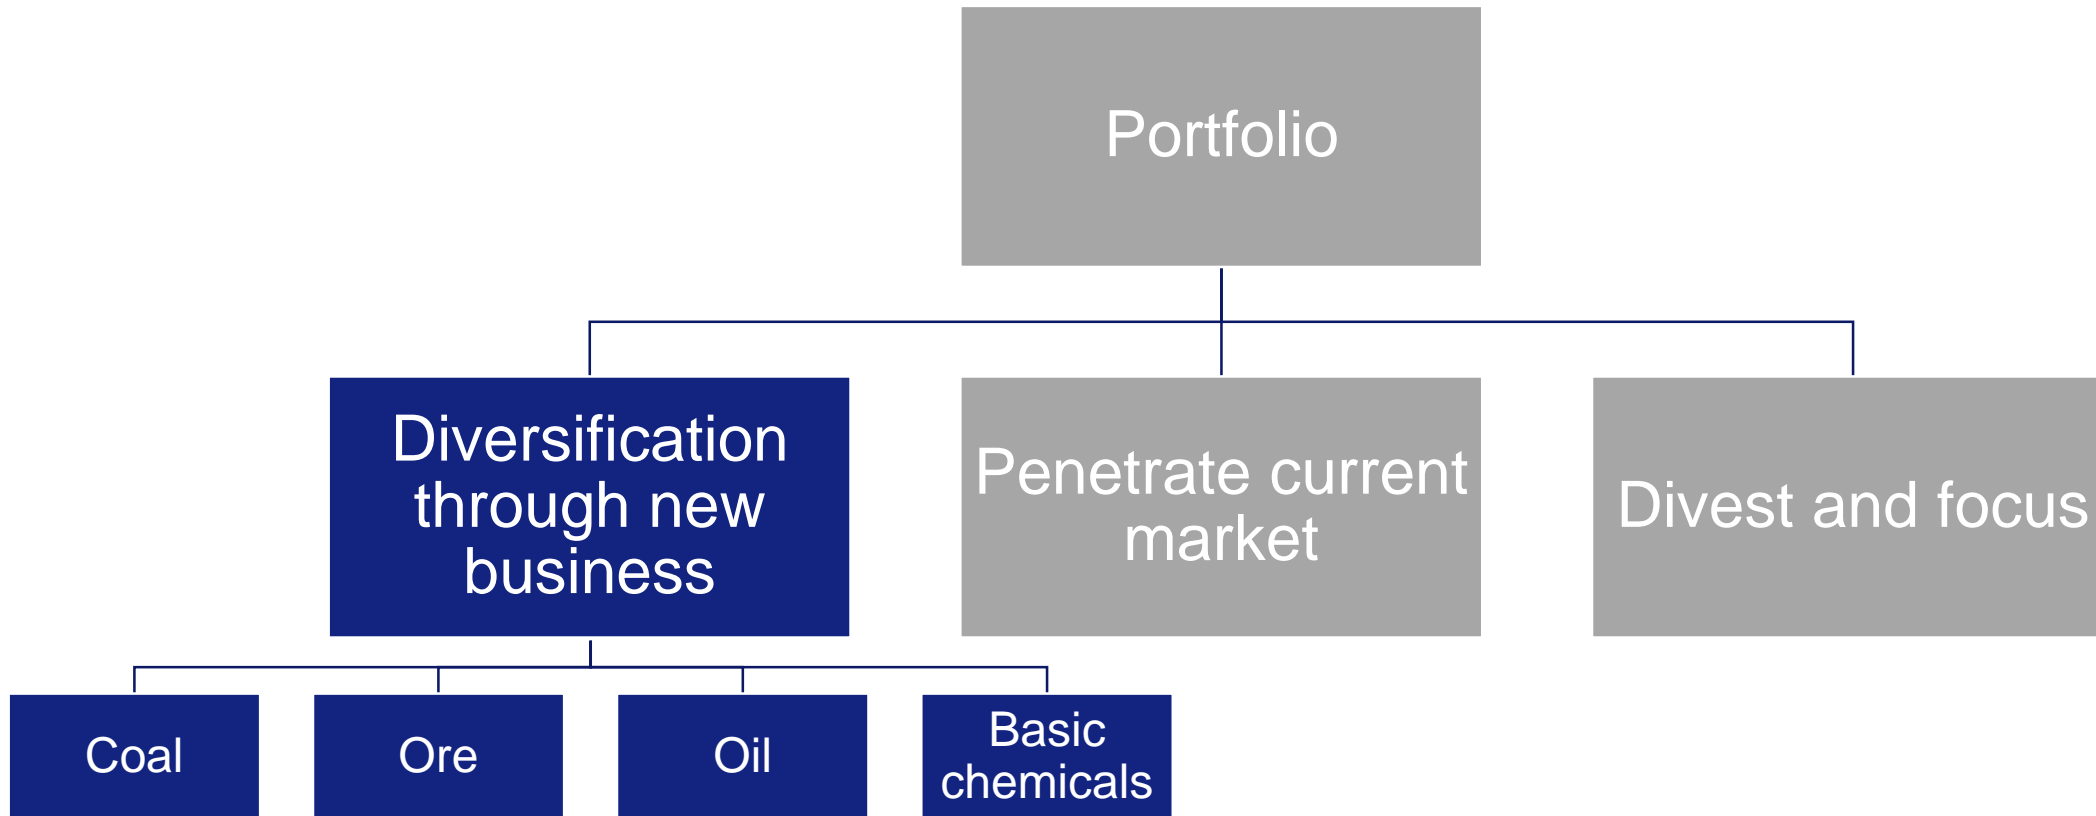 Portfolio
Diversification
through new
business
Penetrate current
market
Divest and focus
Coal
Ore
Oil
Basic
chemicals